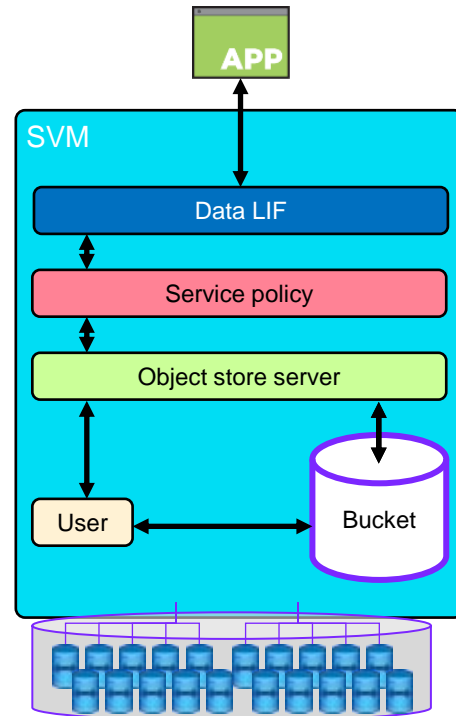 APP
SVM
Data LIF
Service policy
Object store server
User
Bucket